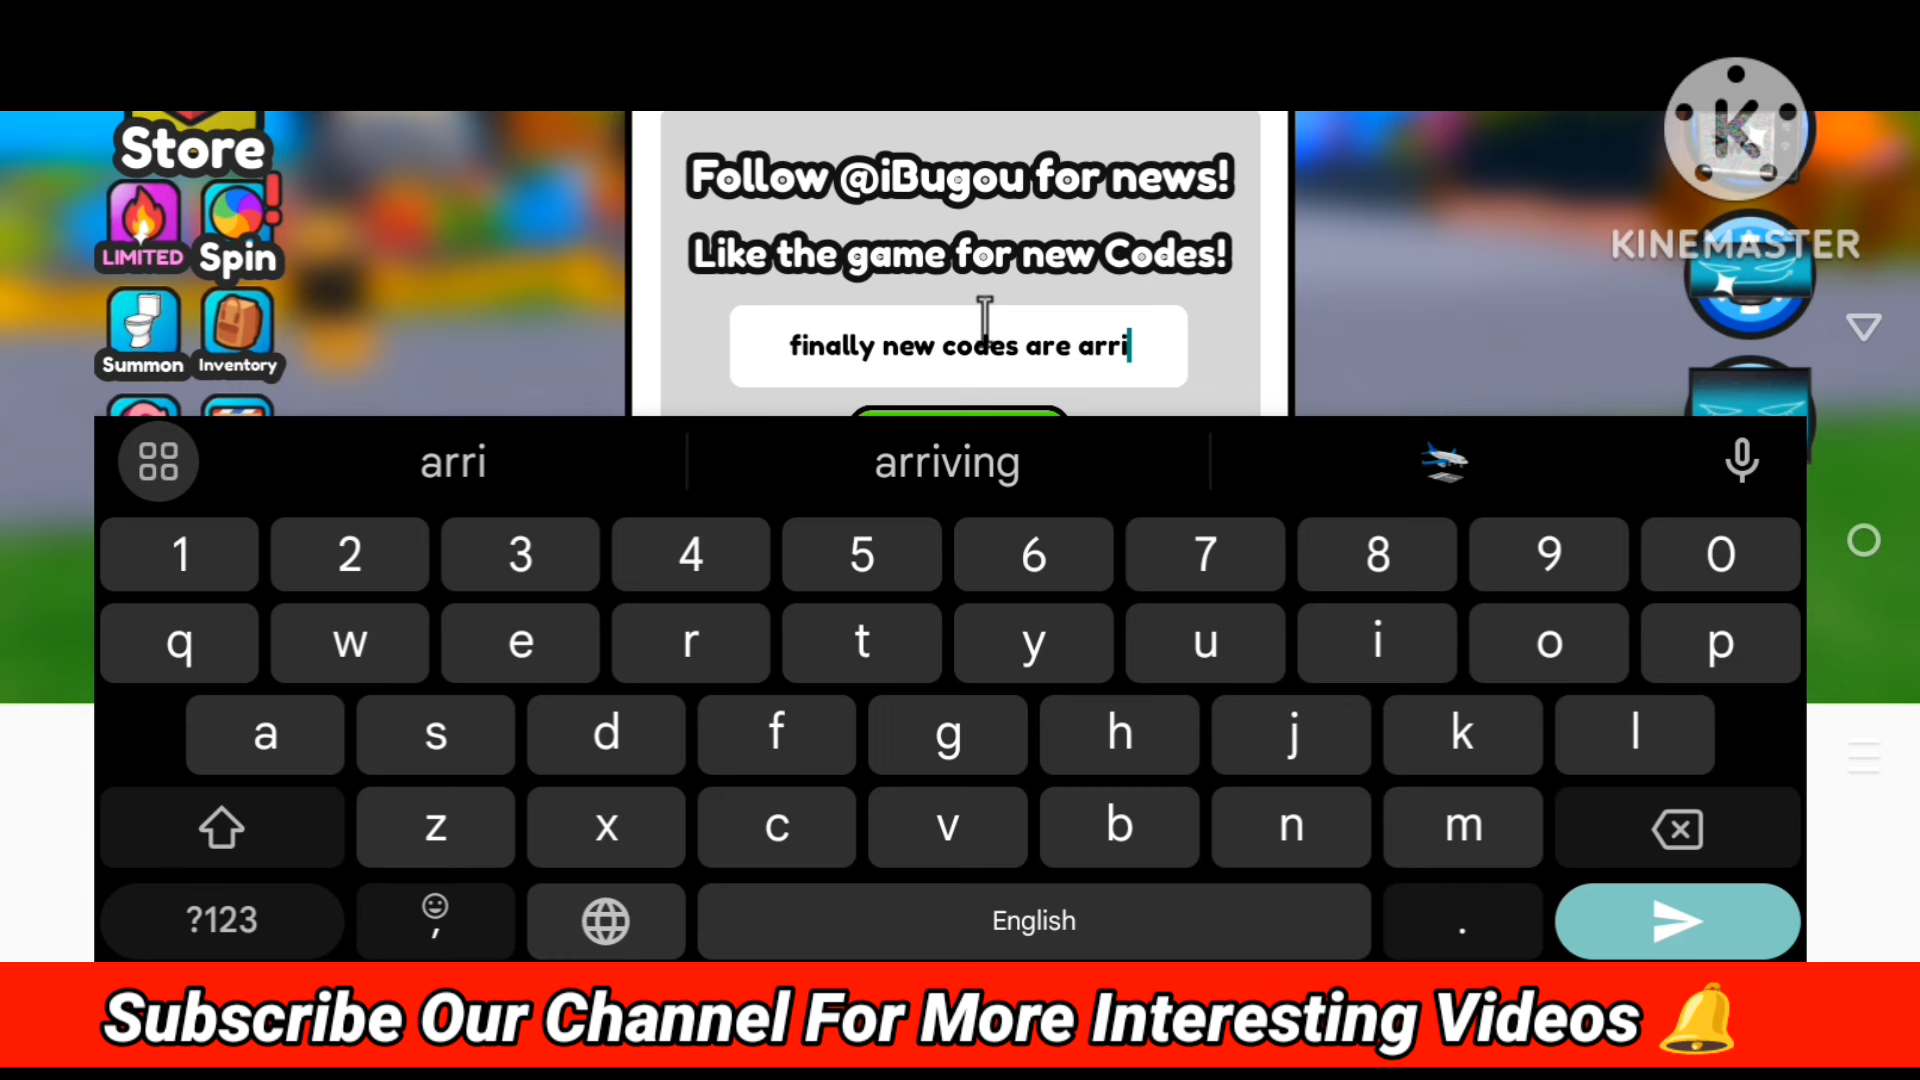 Store
LIMITED
Spin
Summon
Inventory
Follow @iBugou for news!
Like the game for new Codes!
finally new codes are arri
K
KINEMASTER
arri
arriving
1 2 3 4 5 6 7 8 9 0
q w e r t y u i o p
a s d f g h j k l
z x c v b n m
?123
,
English
.
Subscribe Our Channel For More Interesting Videos 🔔